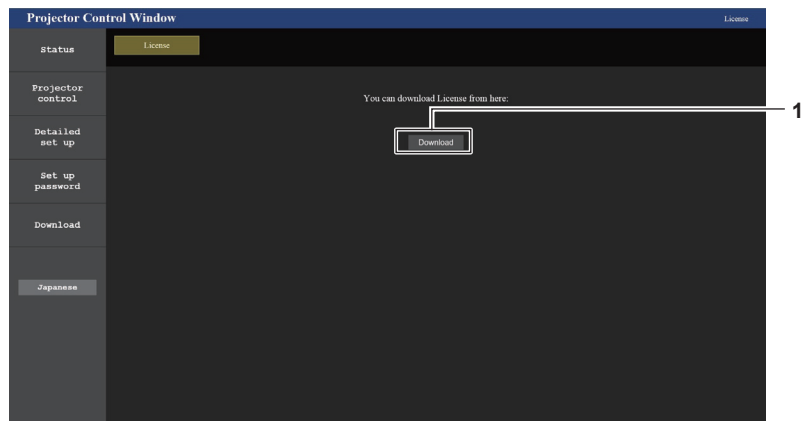 Projector Control Window
License
Status
License
Projector
control
You can download License from here:
1
Detailed
set up
Download
Set up
password
Download
Japanese